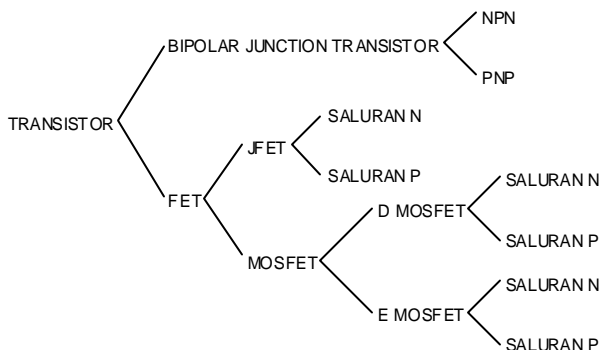 NPN
BIPOLAR JUNCTION TRANSISTOR
PNP
TRANSISTOR
SALURAN N
JFET
SALURAN P
FET
SALURAN N
D MOSFET
SALURAN P
MOSFET
SALURAN N
E MOSFET
SALURAN P